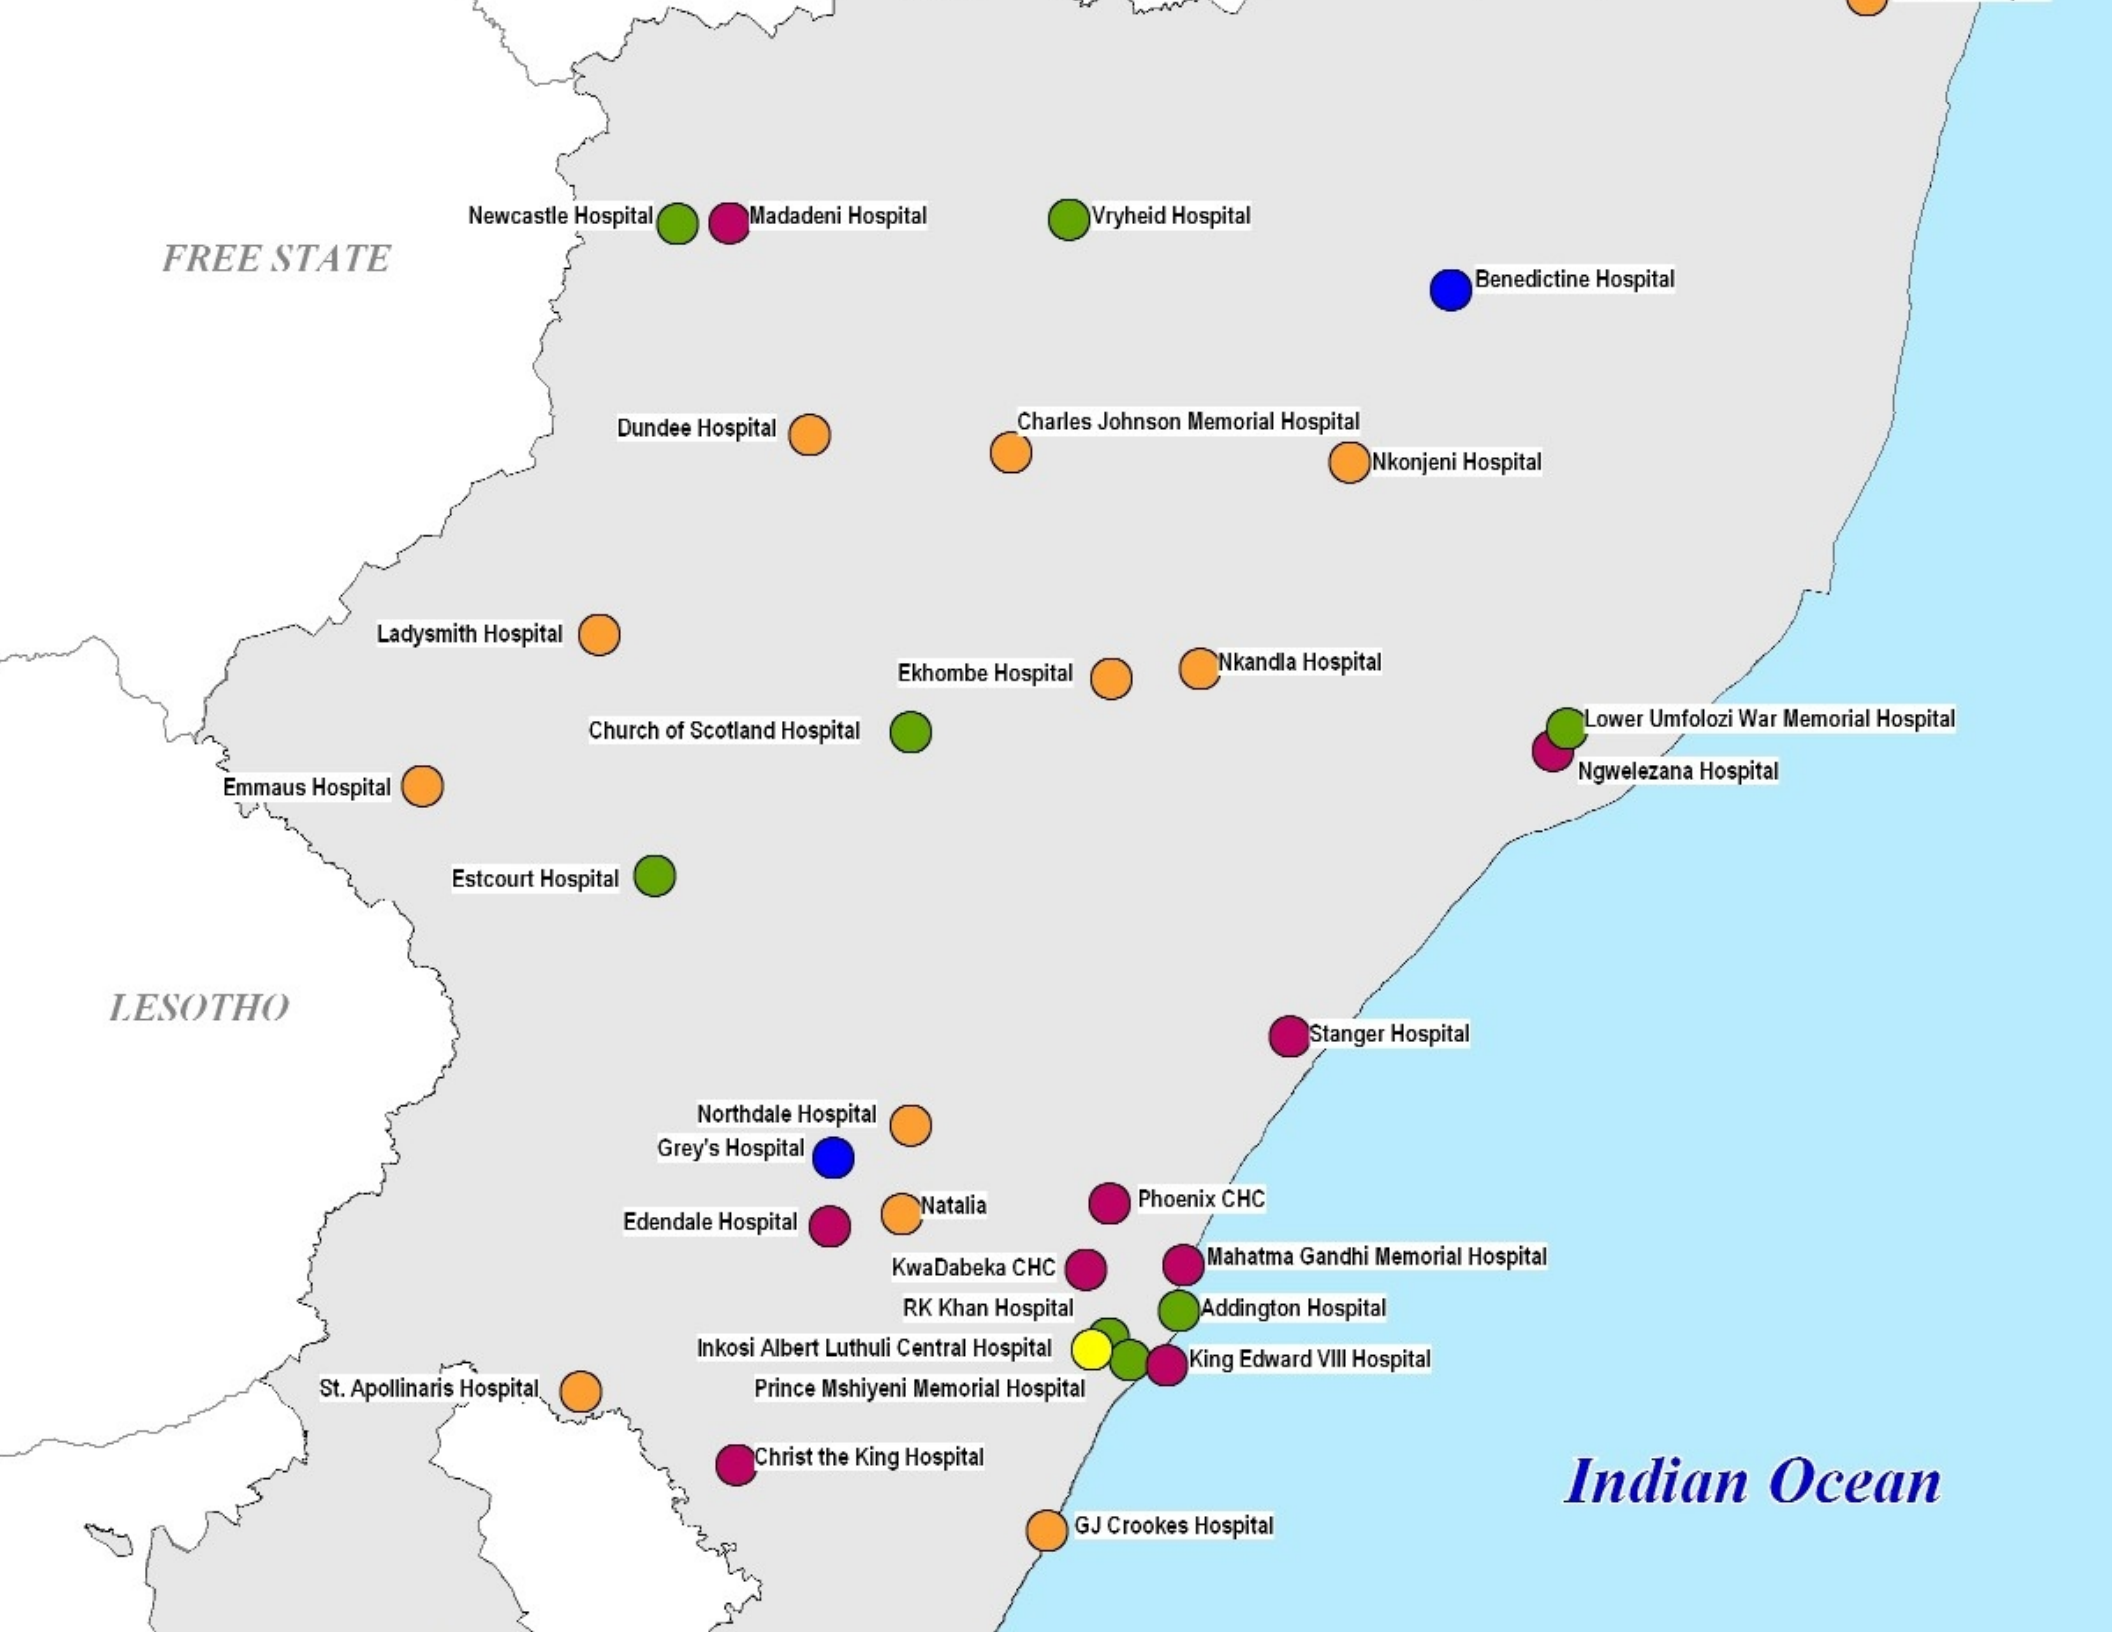 Newcastle Hospital
Madadeni Hospital
Vryheid Hospital
FREE STATE
Benedictine Hospital
Dundee Hospital
Charles Johnson Memorial Hospital
Nkonjeni Hospital
Ladysmith Hospital
Ekhombe Hospital
Nkandla Hospital
Church of Scotland Hospital
Lower Umfolozi War Memorial Hospital
Ngwelezana Hospital
Emmaus Hospital
Estcourt Hospital
LESOTHO
Stanger Hospital
Northdale Hospital
Grey's Hospital
Phoenix CHC
Natalia
Edendale Hospital
Mahatma Gandhi Memorial Hospital
KwaDabeka CHC
RK Khan Hospital
Addington Hospital
Inkosi Albert Luthuli Central Hospital
King Edward VIII Hospital
Prince Mshiyeni Memorial Hospital
St. Apollinaris Hospital
Christ the King Hospital
Indian Ocean
GJ Crookes Hospital